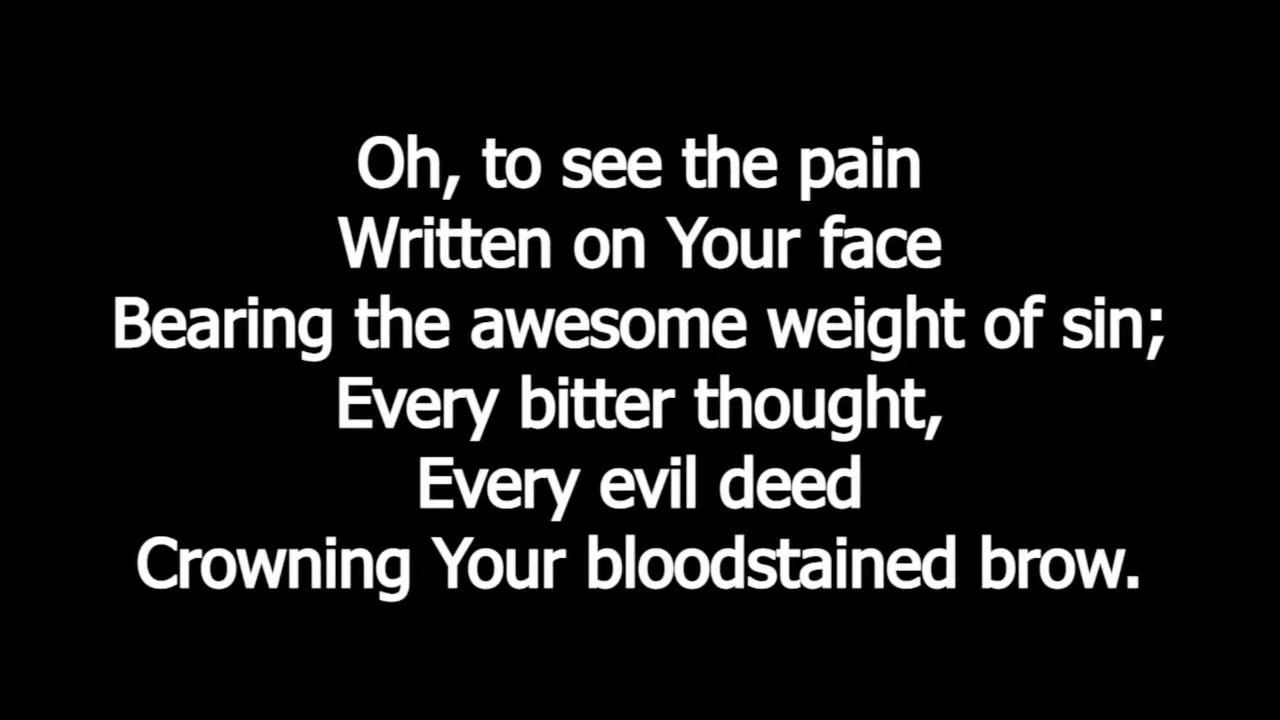 Oh, to see the pain
Written on Your face
Bearing the awesome weight of sin;
Every bitter thought,
Every evil deed
Crowning Your bloodstained brow.